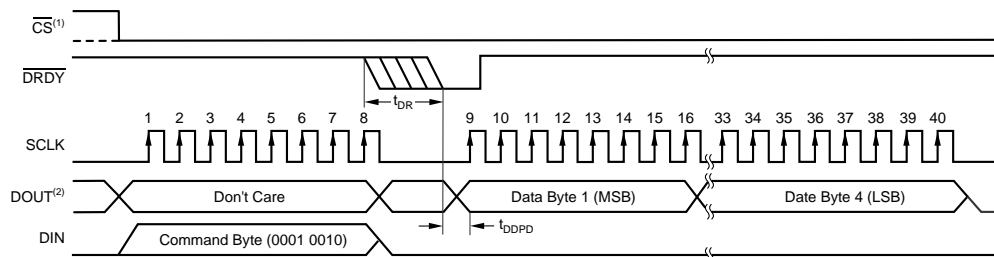 CS(1)
DRDY
tDR
1 2 3 4 5 6 7 8 9 10 11 12 13 14 15 16 33 34 35 36 37 38 39 40
SCLK
DOUT(2) Don't Care Data Byte 1 (MSB) Date Byte 4 (LSB)
tDDPD
DIN Command Byte (0001 0010)